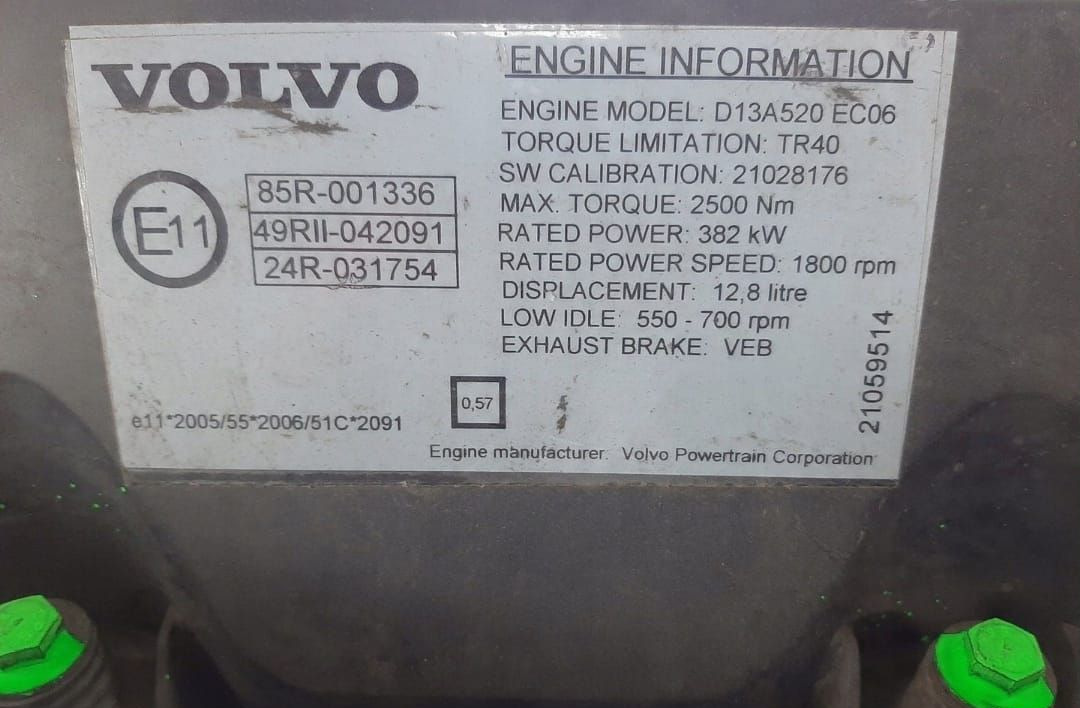 VOLVO
E11
85R-001336
49RII-042091
24R-031754
ENGINE INFORMATION
ENGINE MODEL: D13A520 EC06
TORQUE LIMITATION: TR40
SW CALIBRATION: 21028176
MAX. TORQUE: 2500 Nm
RATED POWER: 382 kW
RATED POWER SPEED: 1800 rpm
DISPLACEMENT: 12,8 litre
LOW IDLE: 550 - 700 rpm
EXHAUST BRAKE: VEB
21059514
0,57
e11*2005/55*2006/51C*2091
Engine manufacturer: Volvo Powertrain Corporation